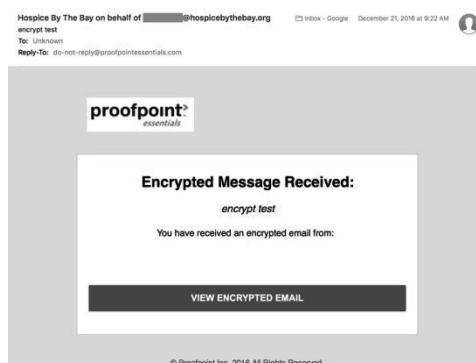 Hospice By The Bay on behalf of @hospicebythebay.org Inbox - Google December 21, 2016 at 9:22 AM
encrypt test
To: Unknown
Reply-To: do-not-reply@proofpointessentials.com
proofpoint
essentials
Encrypted Message Received:
encrypt test
You have received an encrypted email from:
VIEW ENCRYPTED EMAIL
© Proofpoint Inc. 2016 All Rights Reserved